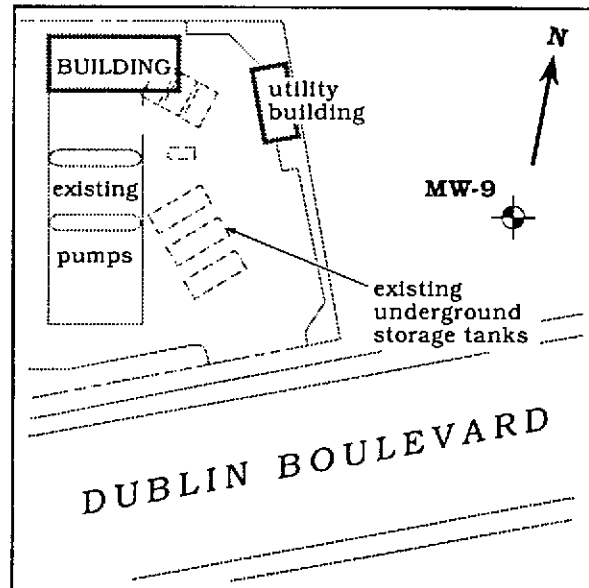 N
BUILDING
utility
building
MW-9
existing
pumps
existing
underground
storage tanks
DUBLIN BOULEVARD